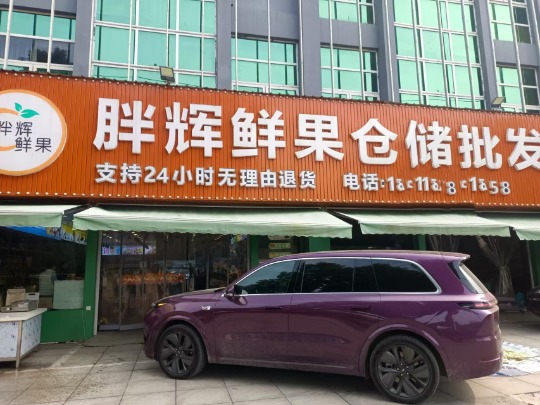 胖辉
鲜果
胖辉鲜果仓储批发
支持24小时无理由退货 电话: